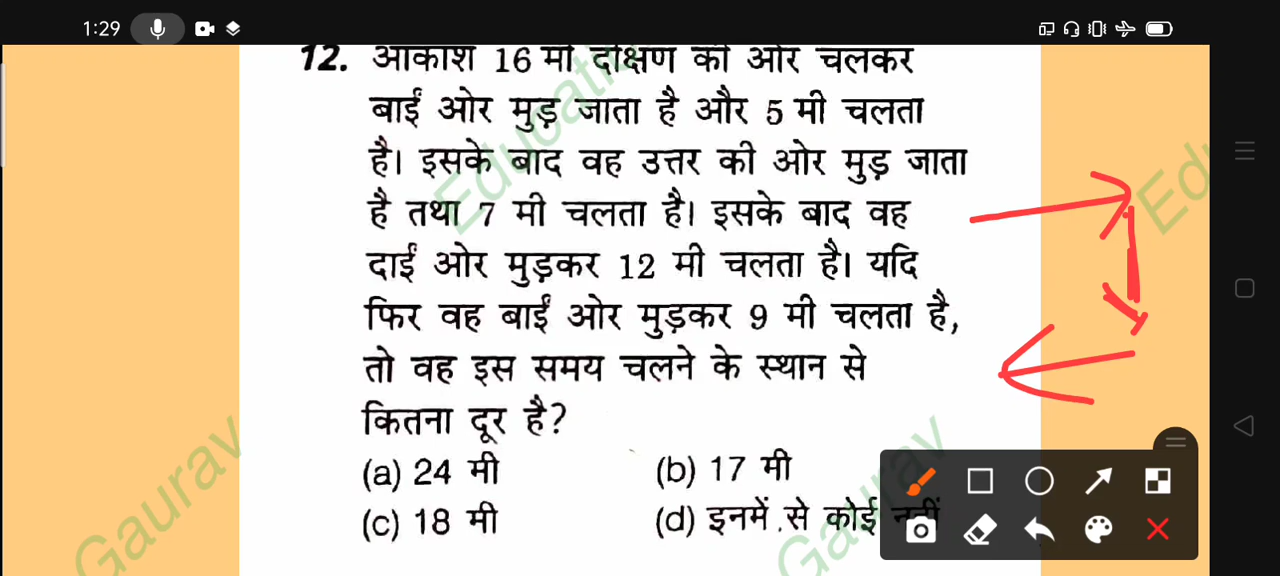 1:29
12. आकाश 16 मी दक्षिण की ओर चलकर
बाईं ओर मुड़ जाता है और 5 मी चलता
है। इसके बाद वह उत्तर की ओर मुड़ जाता
है तथा 7 मी चलता है। इसके बाद वह
दाईं ओर मुड़कर 12 मी चलता है। यदि
फिर वह बाईं ओर मुड़कर 9 मी चलता है,
तो वह इस समय चलने के स्थान से
कितना दूर है?
(a) 24 मी (b) 17 मी
(c) 18 मी (d) इनमें से कोई नहीं
Educati
Edu
Gaurav
Gaurav